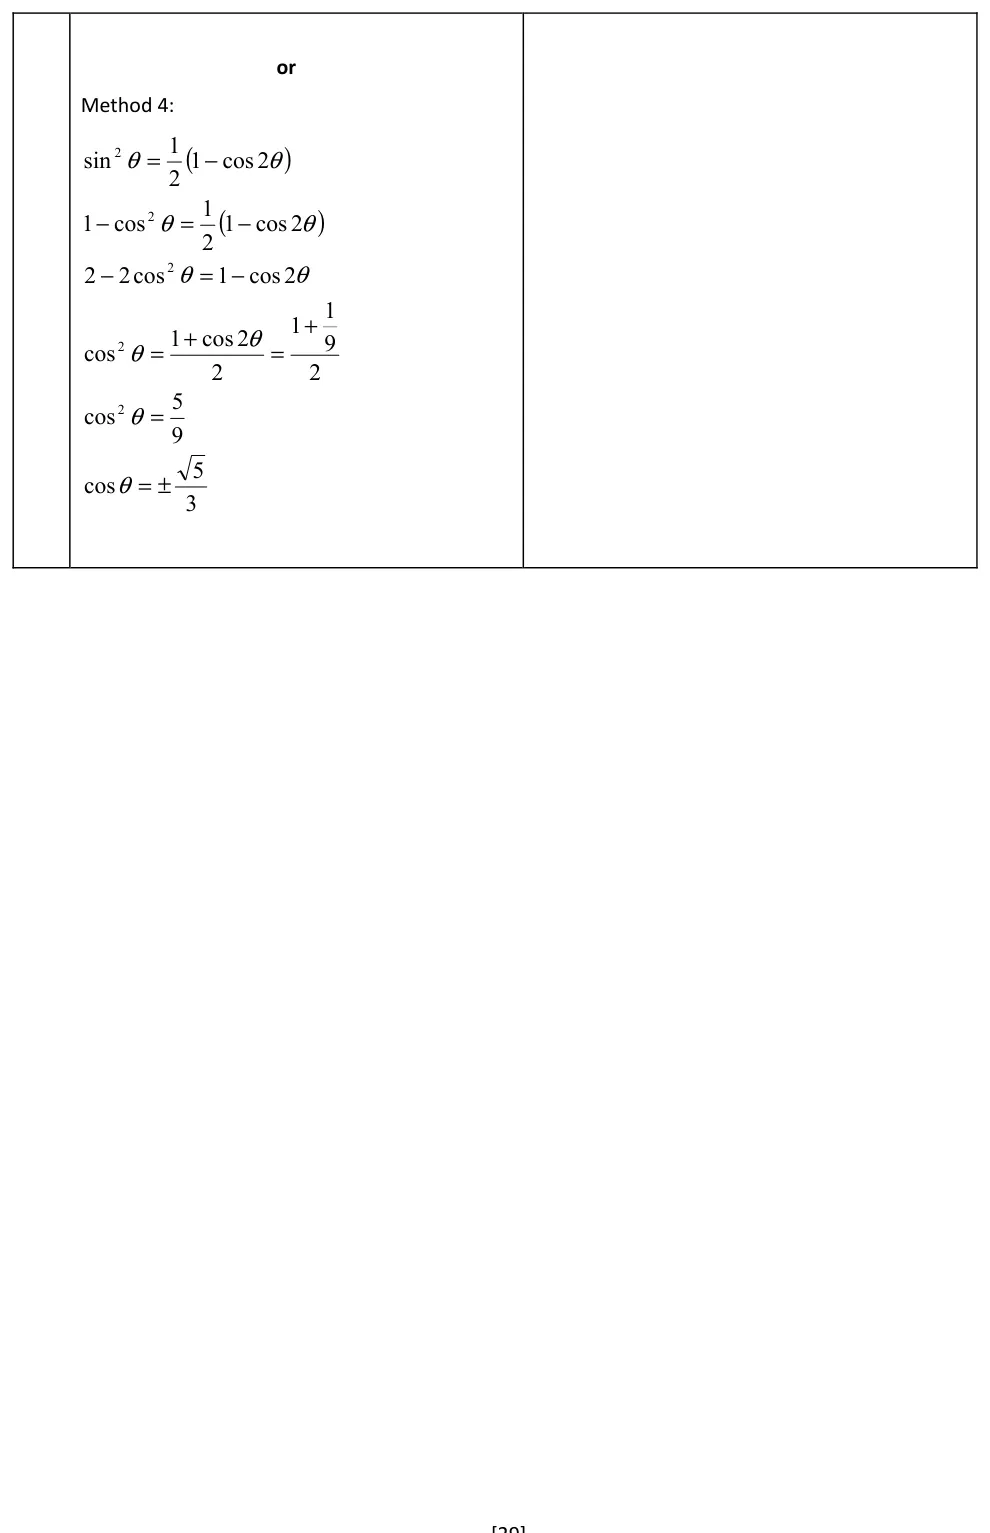 or
Method 4:
sin² θ = 1/2 (1 − cos 2θ)
1 − cos² θ = 1/2 (1 − cos 2θ)
2 − 2cos² θ = 1 − cos 2θ
cos² θ = (1 + cos 2θ)/2 = (1 + 1/9)/2
cos² θ = 5/9
cos θ = ± √5/3
[29]